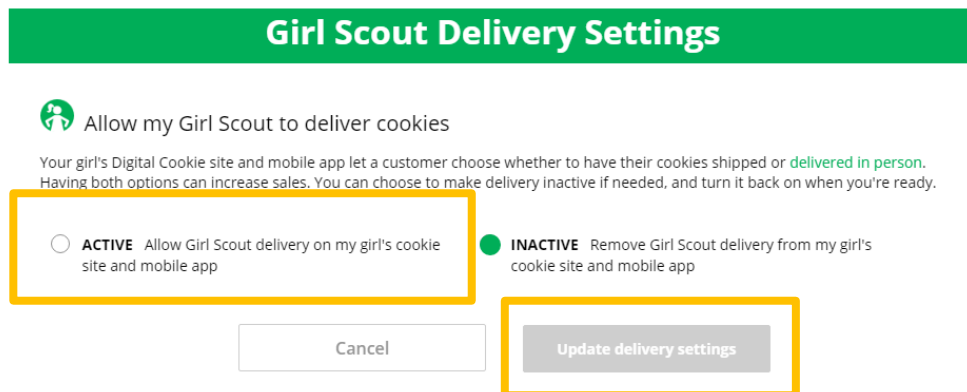 Girl Scout Delivery Settings
Allow my Girl Scout to deliver cookies
Your girl's Digital Cookie site and mobile app let a customer choose whether to have their cookies shipped or delivered in person.
Having both options can increase sales. You can choose to make delivery inactive if needed, and turn it back on when you're ready.
ACTIVE Allow Girl Scout delivery on my girl's cookie
site and mobile app
INACTIVE Remove Girl Scout delivery from my girl's
cookie site and mobile app
Cancel
Update delivery settings